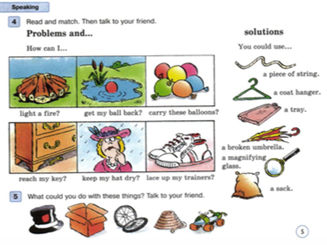 Speaking
4 Read and match. Then talk to your friend.
Problems and...
How can I...
light a fire?
get my ball back?
carry these balloons?
reach my key?
keep my hat dry?
lace up my trainers?
solutions
You could use...
a piece of string.
a coat hanger.
a tray.
a broken umbrella.
a magnifying
glass.
a sack.
5 What could you do with these things? Talk to your friend.
5